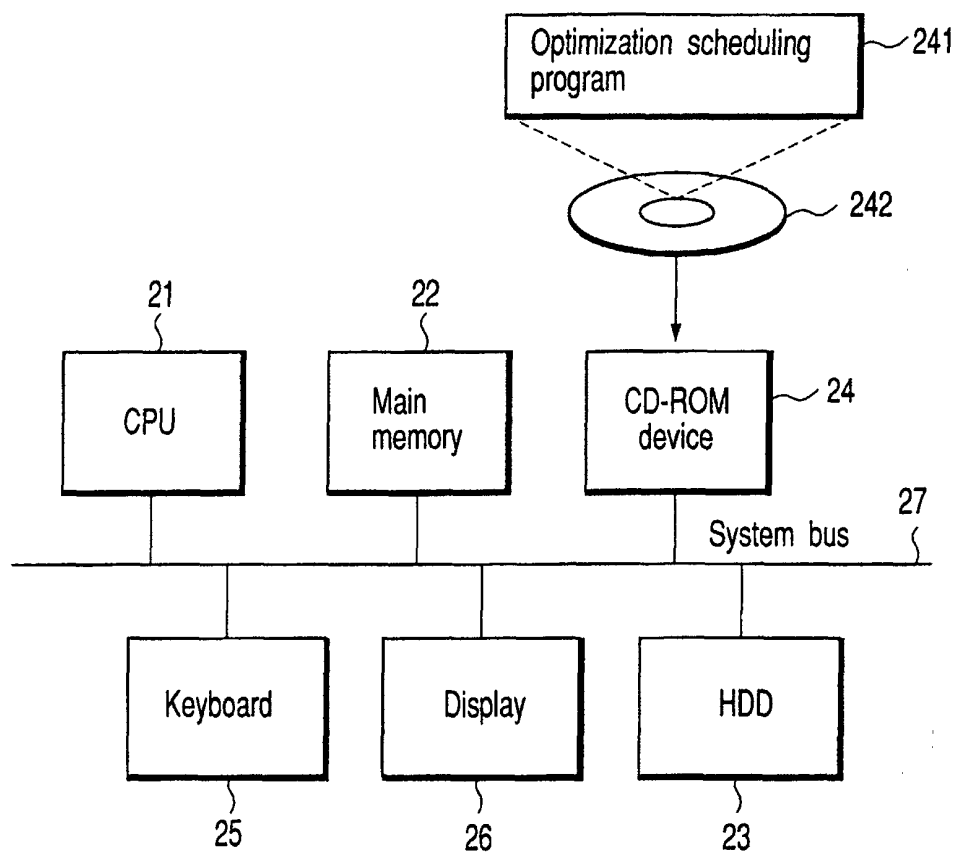 Optimization scheduling
program
241
242
21
22
CPU
Main
memory
CD-ROM
device
24
System bus
27
Keyboard
Display
HDD
25
26
23